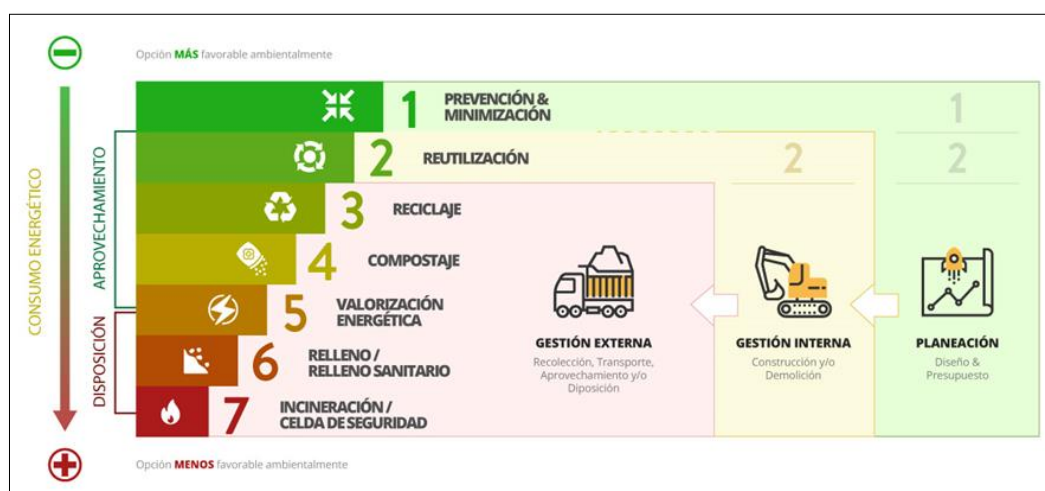 Opción MÁS favorable ambientalmente
1 PREVENCIÓN &
MINIMIZACIÓN
1
2 REUTILIZACIÓN
2
2
3 RECICLAJE
4 COMPOSTAJE
5 VALORIZACIÓN
ENERGÉTICA
6 RELLENO /
RELLENO SANITARIO
7 INCINERACIÓN /
CELDA DE SEGURIDAD
GESTIÓN EXTERNA
Recolección, Transporte,
Aprovechamiento y/o
Diposición
GESTIÓN INTERNA
Construcción y/o
Demolición
PLANEACIÓN
Diseño &
Presupuesto
CONSUMO ENERGÉTICO
APROVECHAMIENTO
DISPOSICIÓN
Opción MENOS favorable ambientalmente